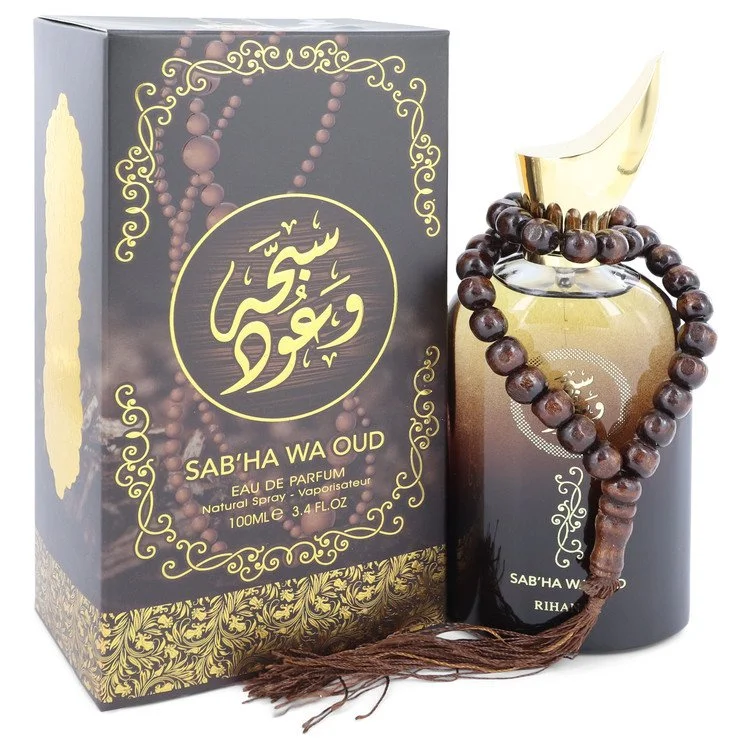 سبحة
وعود
SAB'HA WA OUD
EAU DE PARFUM
Natural Spray - Vaporisateur
100ML℮ 3.4 FL.OZ
SAB'HA WA OUD